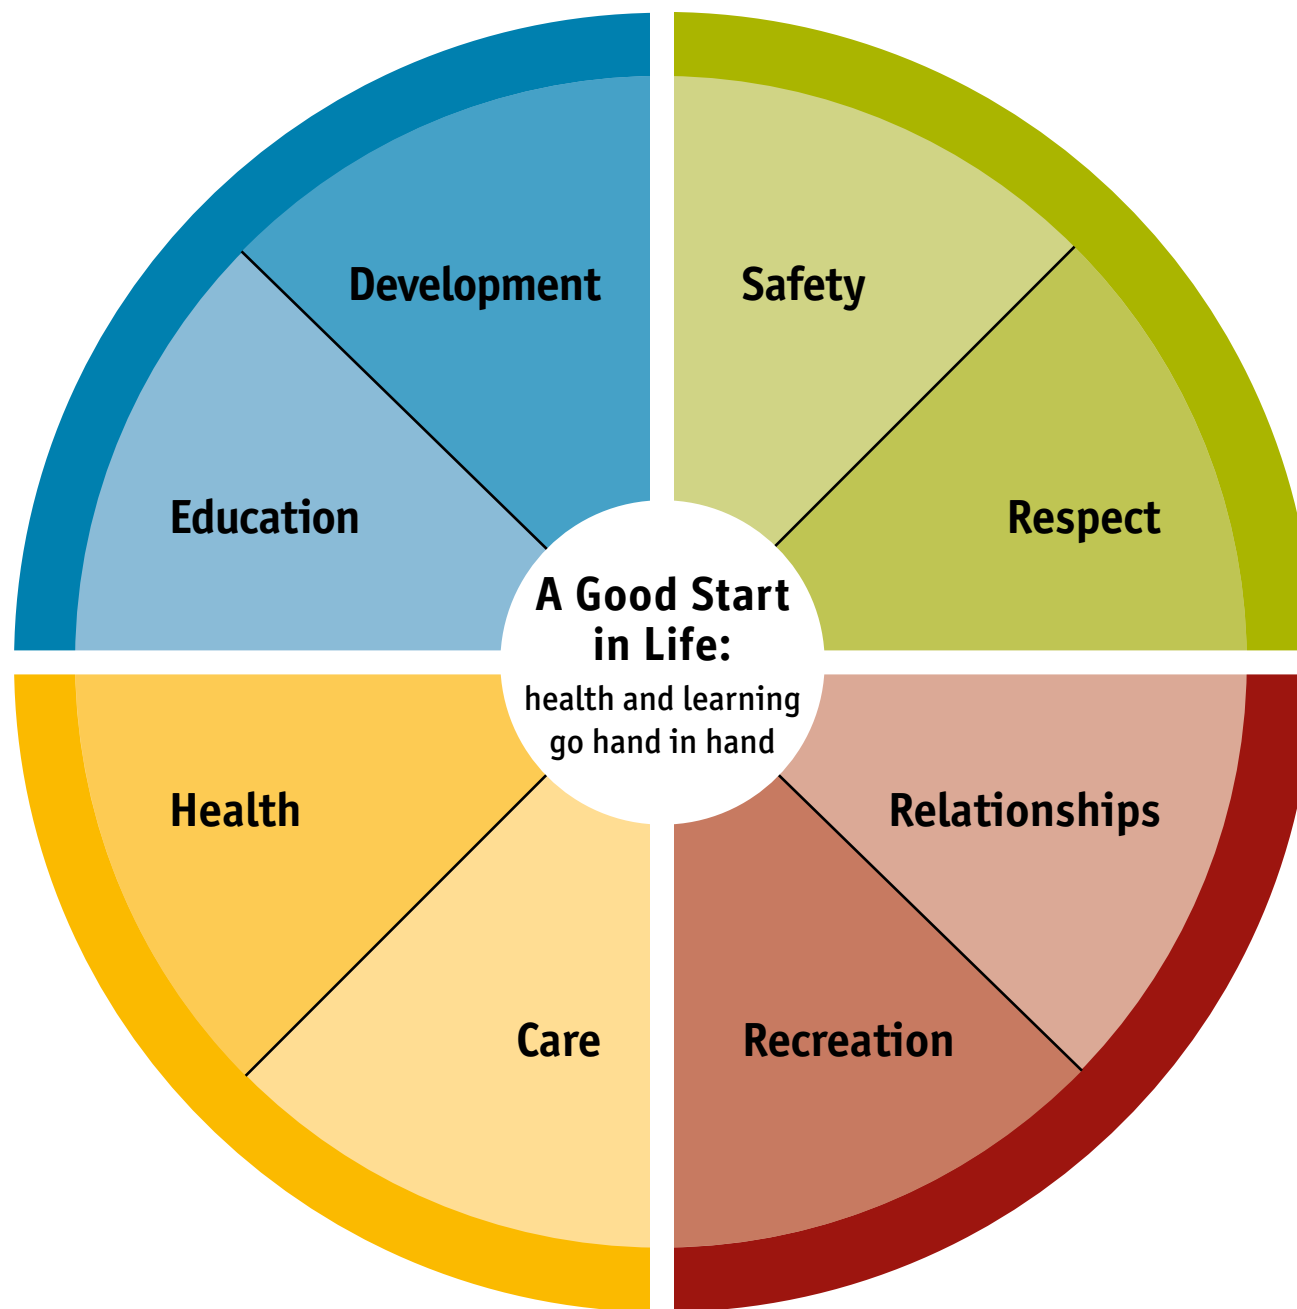 Development
Safety
Education
Respect
A Good Start
in Life:
health and learning
go hand in hand
Health
Relationships
Care
Recreation